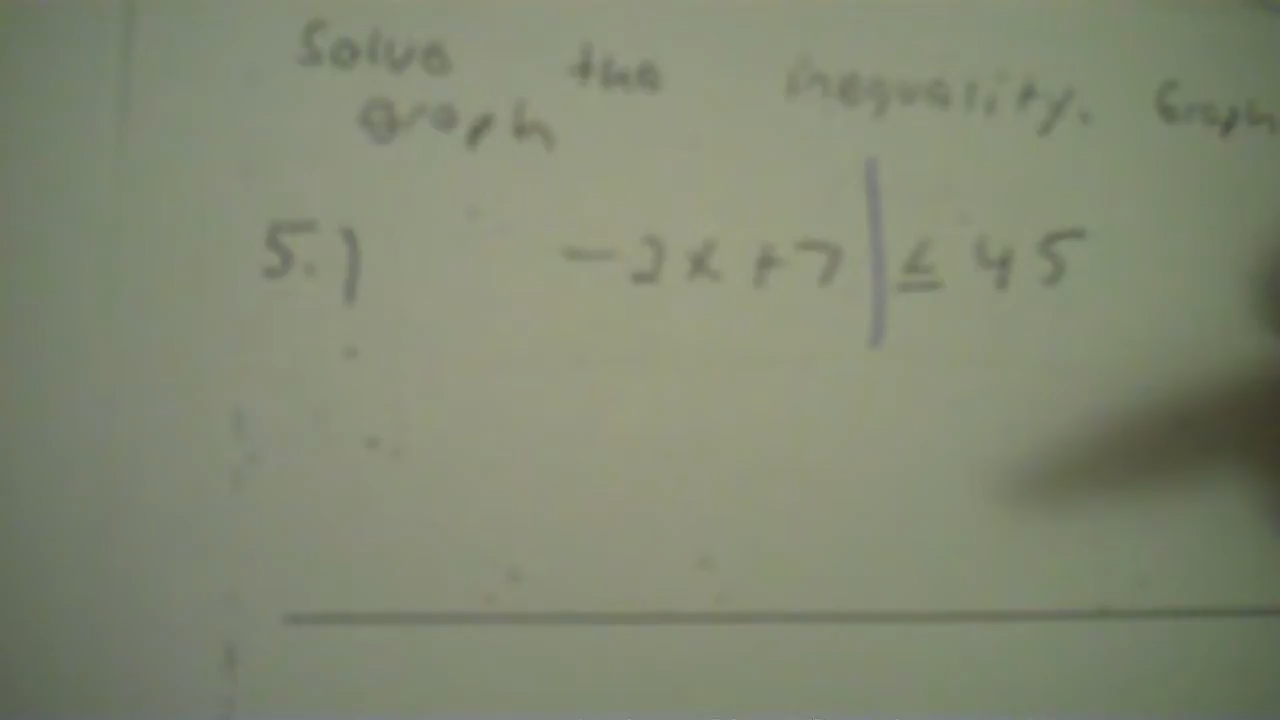 Solve the inequality. Graph
graph
5.) -2x+7 ≤ 45